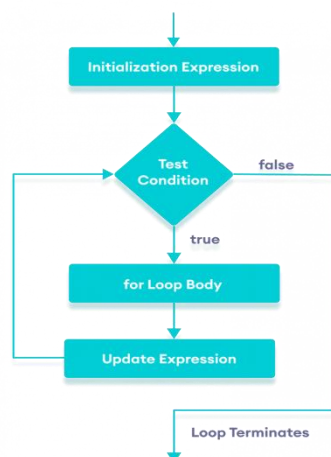 Initialization Expression
Test
Condition
false
true
for Loop Body
Update Expression
Loop Terminates